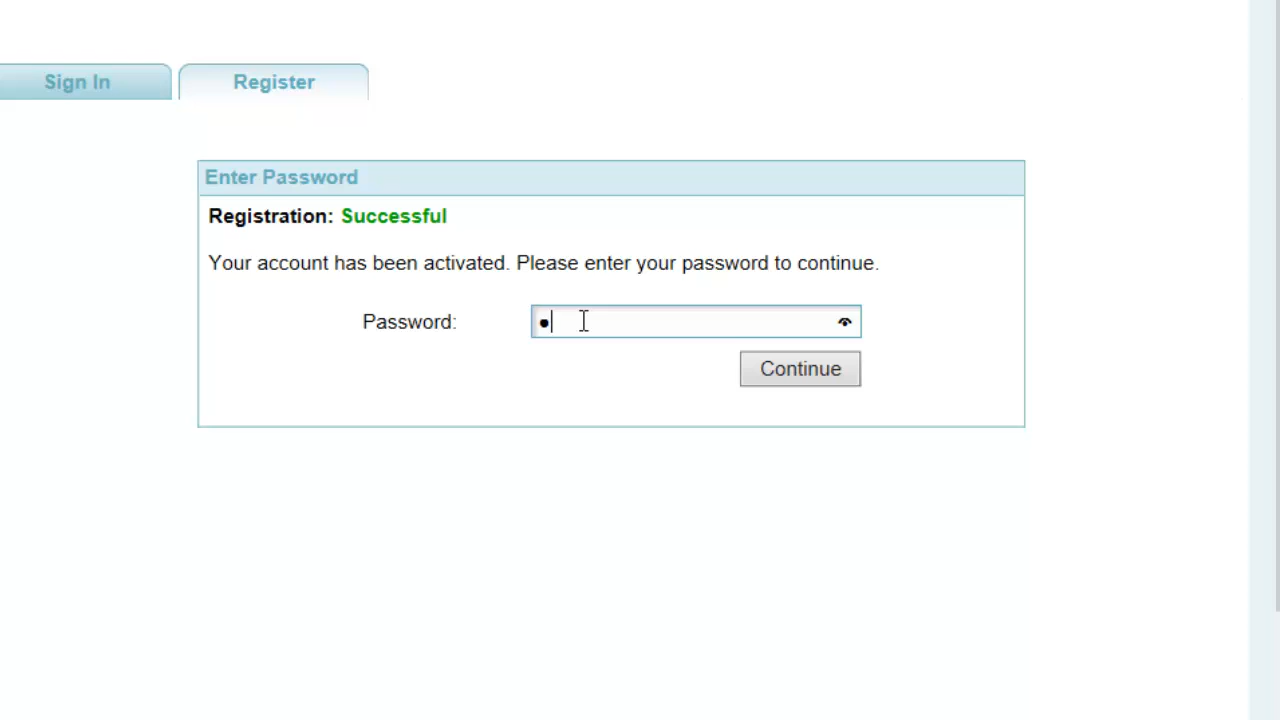 Sign In
Register
Enter Password
Registration: Successful
Your account has been activated. Please enter your password to continue.
Password:
Continue